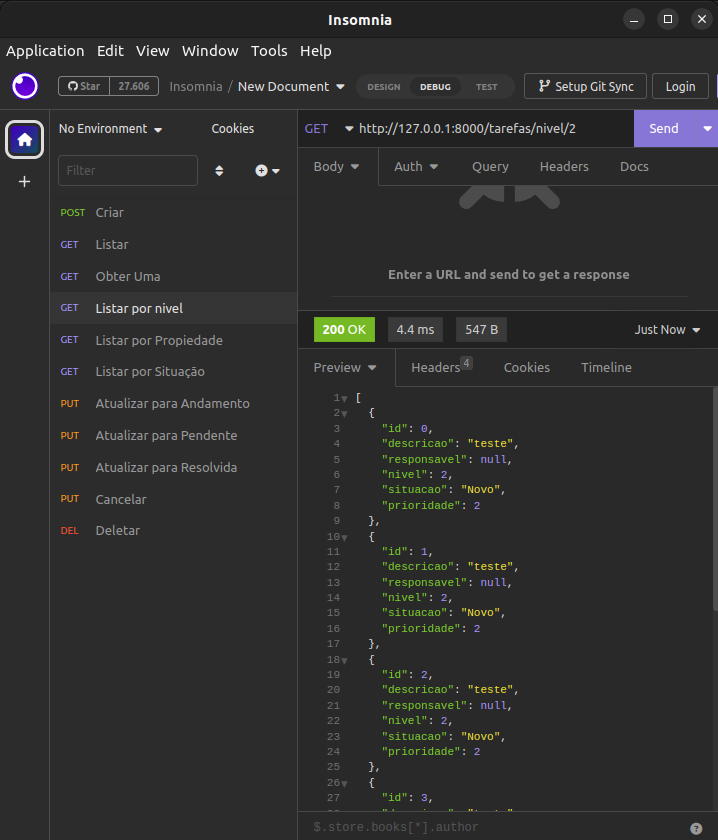 Insomnia
Application Edit View Window Tools Help
Star 27.606 Insomnia / New Document DESIGN DEBUG TEST Setup Git Sync Login
No Environment Cookies
Filter
POST Criar
GET Listar
GET Obter Uma
GET Listar por nivel
GET Listar por Propiedade
GET Listar por Situação
PUT Atualizar para Andamento
PUT Atualizar para Pendente
PUT Atualizar para Resolvida
PUT Cancelar
DEL Deletar
GET http://127.0.0.1:8000/tarefas/nivel/2 Send
Body Auth Query Headers Docs
Enter a URL and send to get a response
200 OK 4.4 ms 547 B Just Now
Preview Headers 4 Cookies Timeline
1 [
2 {
3 "id": 0,
4 "descricao": "teste",
5 "responsavel": null,
6 "nivel": 2,
7 "situacao": "Novo",
8 "prioridade": 2
9 },
10 {
11 "id": 1,
12 "descricao": "teste",
13 "responsavel": null,
14 "nivel": 2,
15 "situacao": "Novo",
16 "prioridade": 2
17 },
18 {
19 "id": 2,
20 "descricao": "teste",
21 "responsavel": null,
22 "nivel": 2,
23 "situacao": "Novo",
24 "prioridade": 2
25 },
26 {
27 "id": 3,
$.store.books[*].author